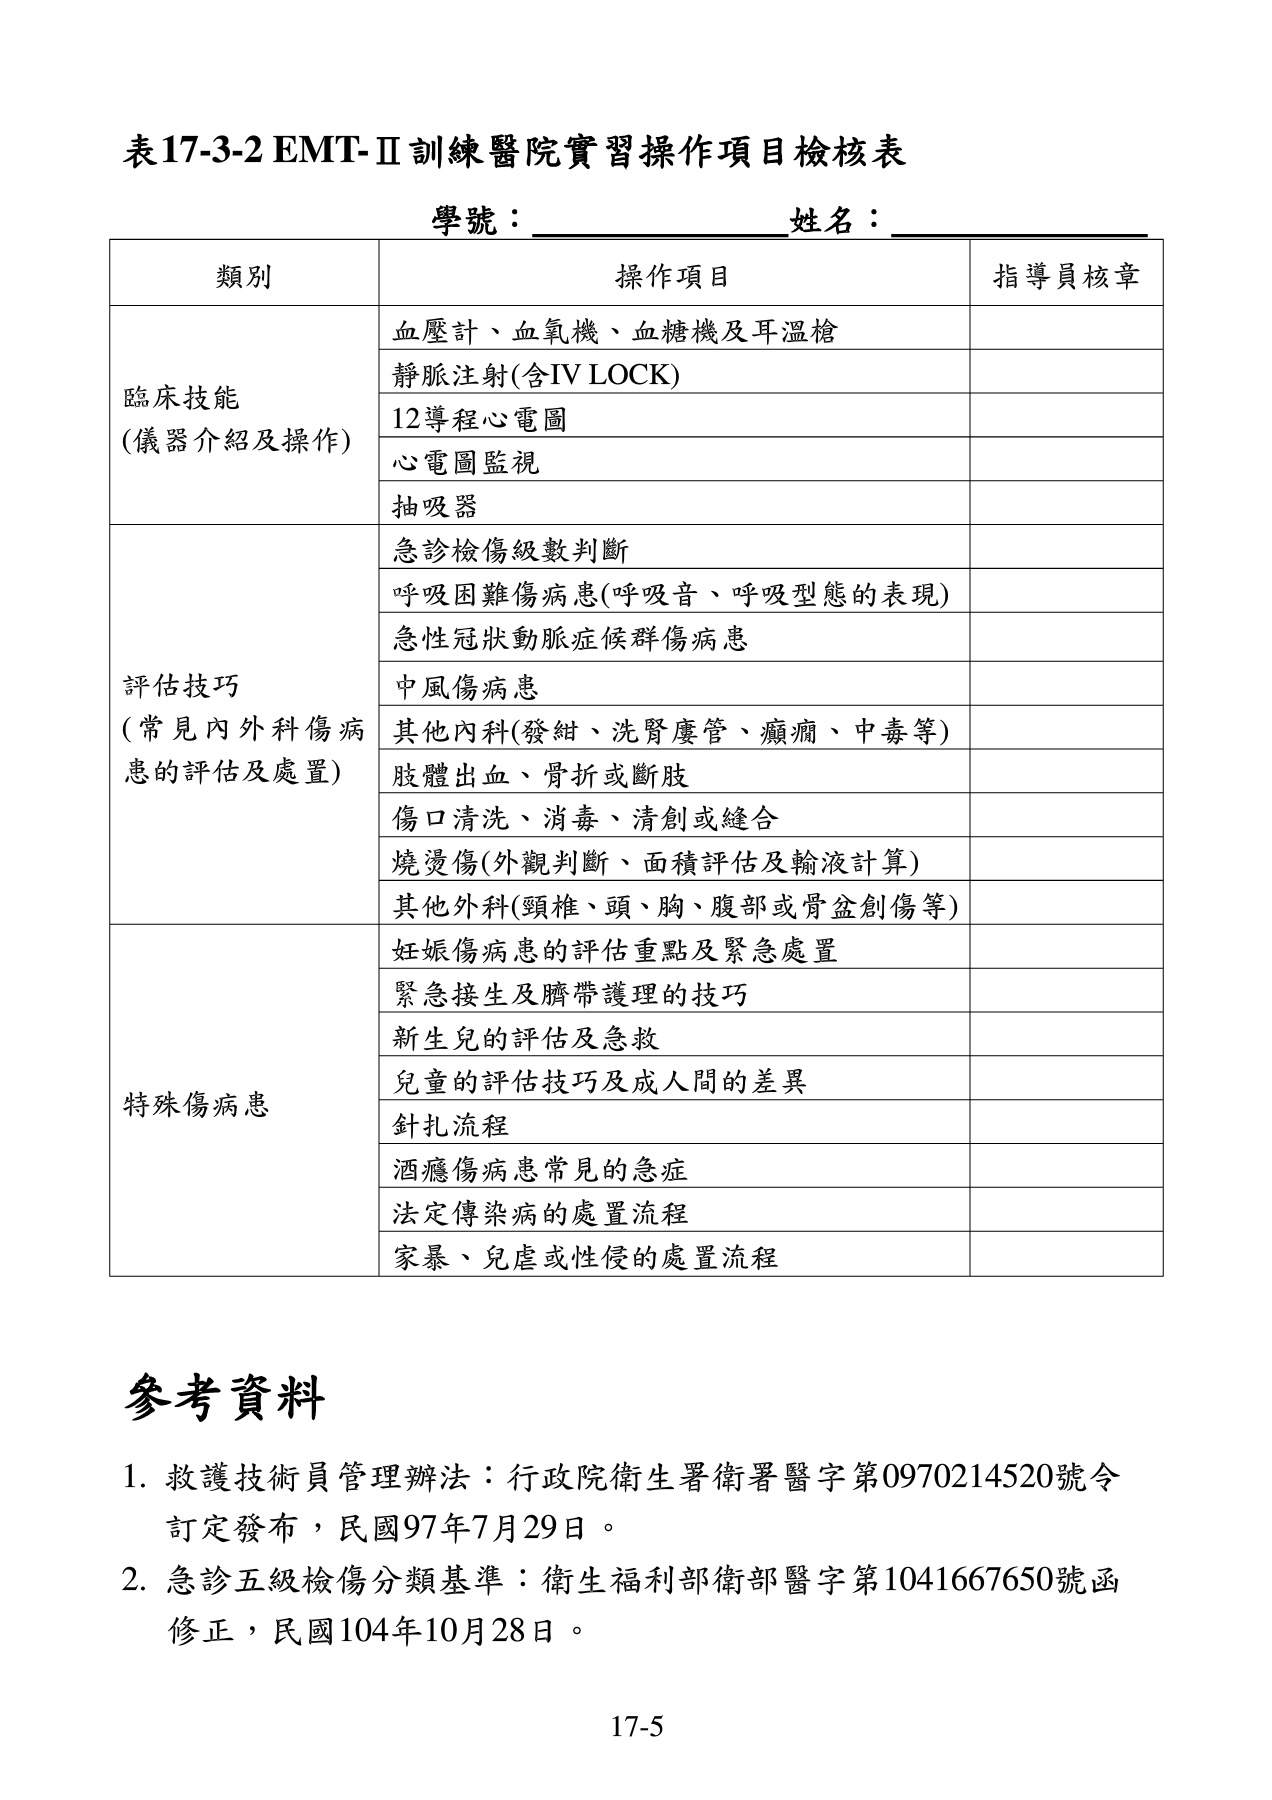 表17-3-2 EMT-Ⅱ訓練醫院實習操作項目檢核表
學號：＿＿＿＿＿＿＿＿姓名：＿＿＿＿＿＿＿＿
類別 操作項目 指導員核章
臨床技能
(儀器介紹及操作)
血壓計、血氧機、血糖機及耳溫槍
靜脈注射(含IV LOCK)
12導程心電圖
心電圖監視
抽吸器
評估技巧
(常見內外科傷病
患的評估及處置)
急診檢傷級數判斷
呼吸困難傷病患(呼吸音、呼吸型態的表現)
急性冠狀動脈症候群傷病患
中風傷病患
其他內科(發紺、洗腎廔管、癲癇、中毒等)
肢體出血、骨折或斷肢
傷口清洗、消毒、清創或縫合
燒燙傷(外觀判斷、面積評估及輸液計算)
其他外科(頸椎、頭、胸、腹部或骨盆創傷等)
特殊傷病患
妊娠傷病患的評估重點及緊急處置
緊急接生及臍帶護理的技巧
新生兒的評估及急救
兒童的評估技巧及成人間的差異
針扎流程
酒癮傷病患常見的急症
法定傳染病的處置流程
家暴、兒虐或性侵的處置流程
參考資料
1. 救護技術員管理辦法：行政院衛生署衛署醫字第0970214520號令
訂定發布，民國97年7月29日。
2. 急診五級檢傷分類基準：衛生福利部衛部醫字第1041667650號函
修正，民國104年10月28日。
17-5